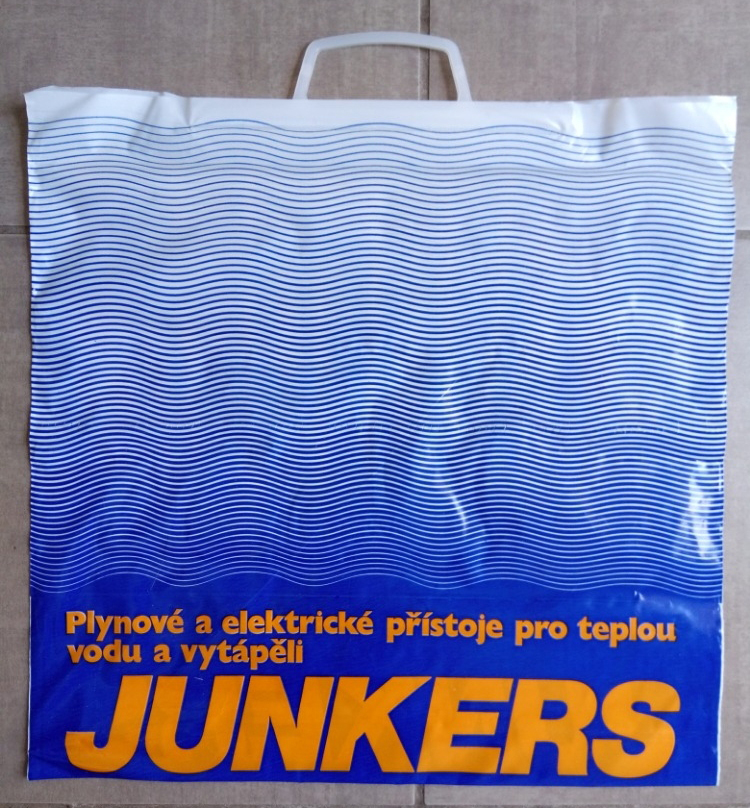 Plynové a elektrické přístoje pro teplou
vodu a vytápěli
JUNKERS